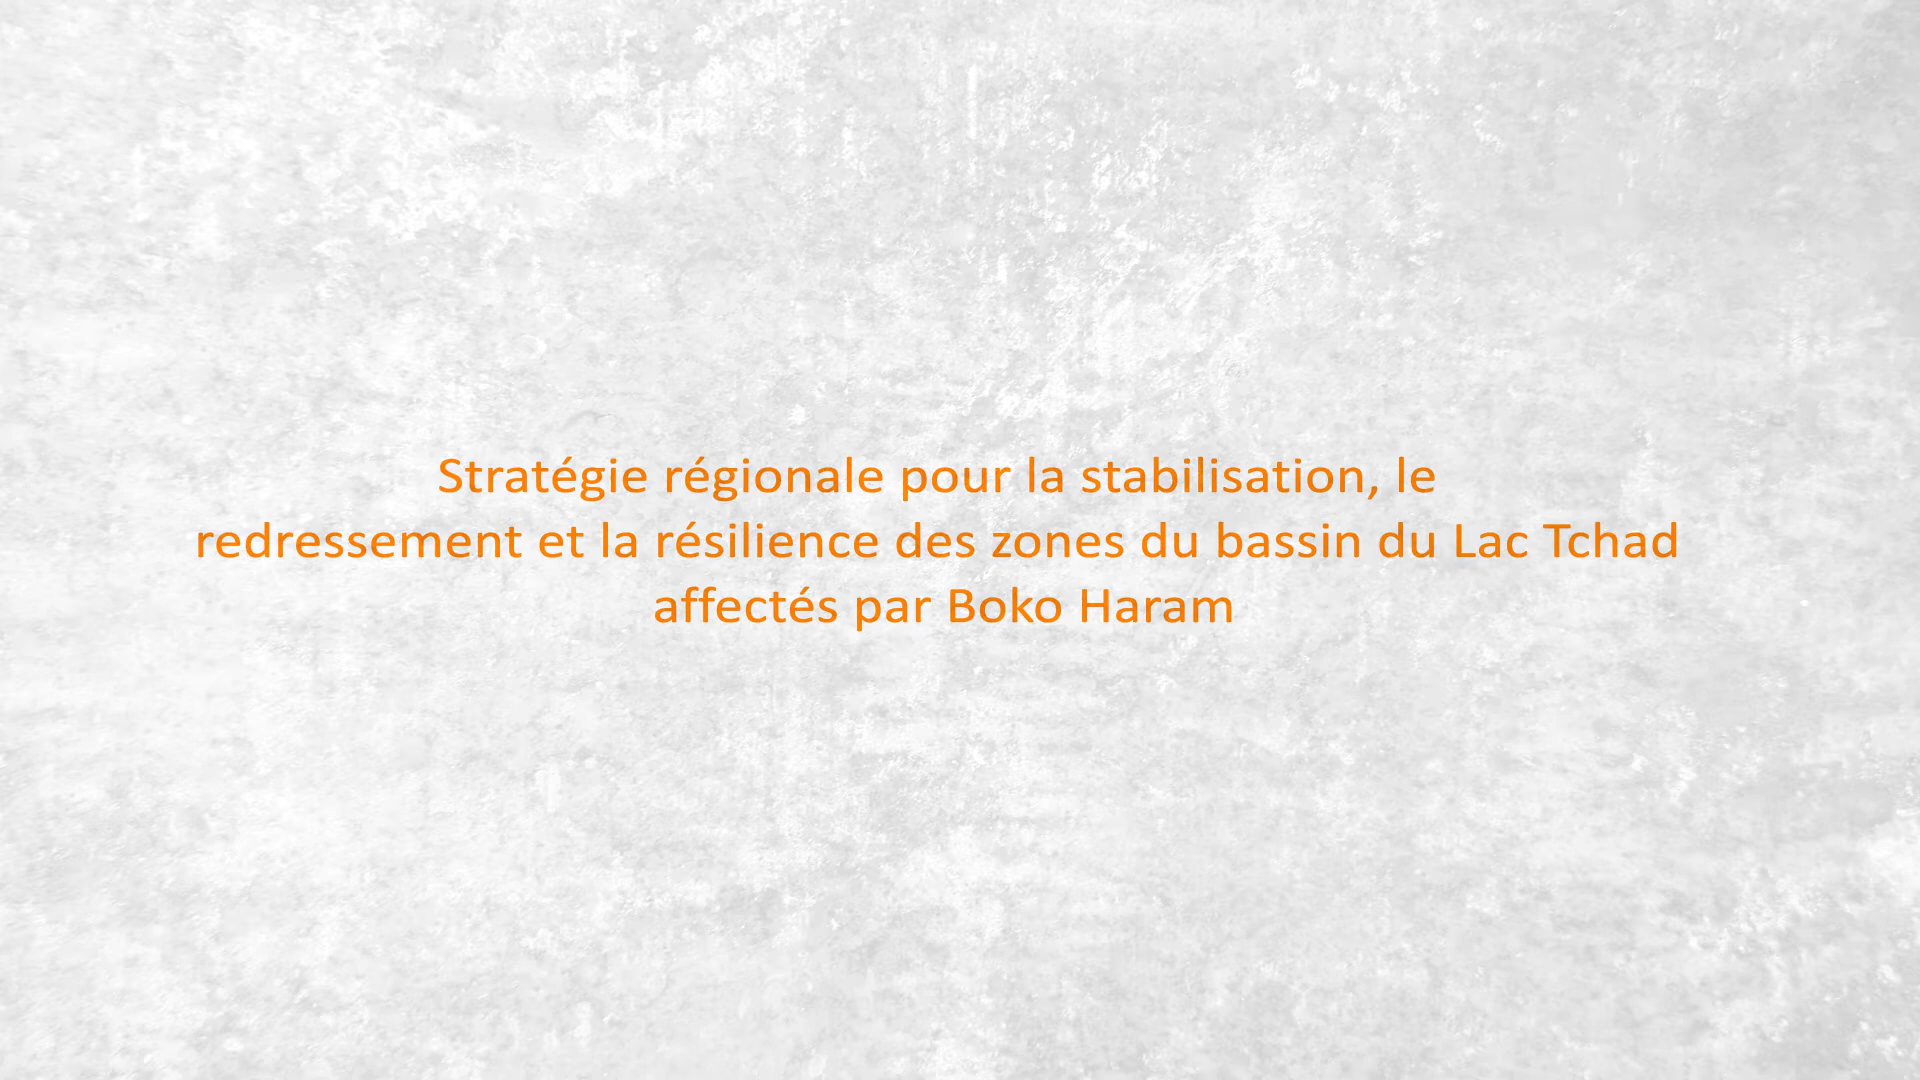 Stratégie régionale pour la stabilisation, le
redressement et la résilience des zones du bassin du Lac Tchad
affectés par Boko Haram